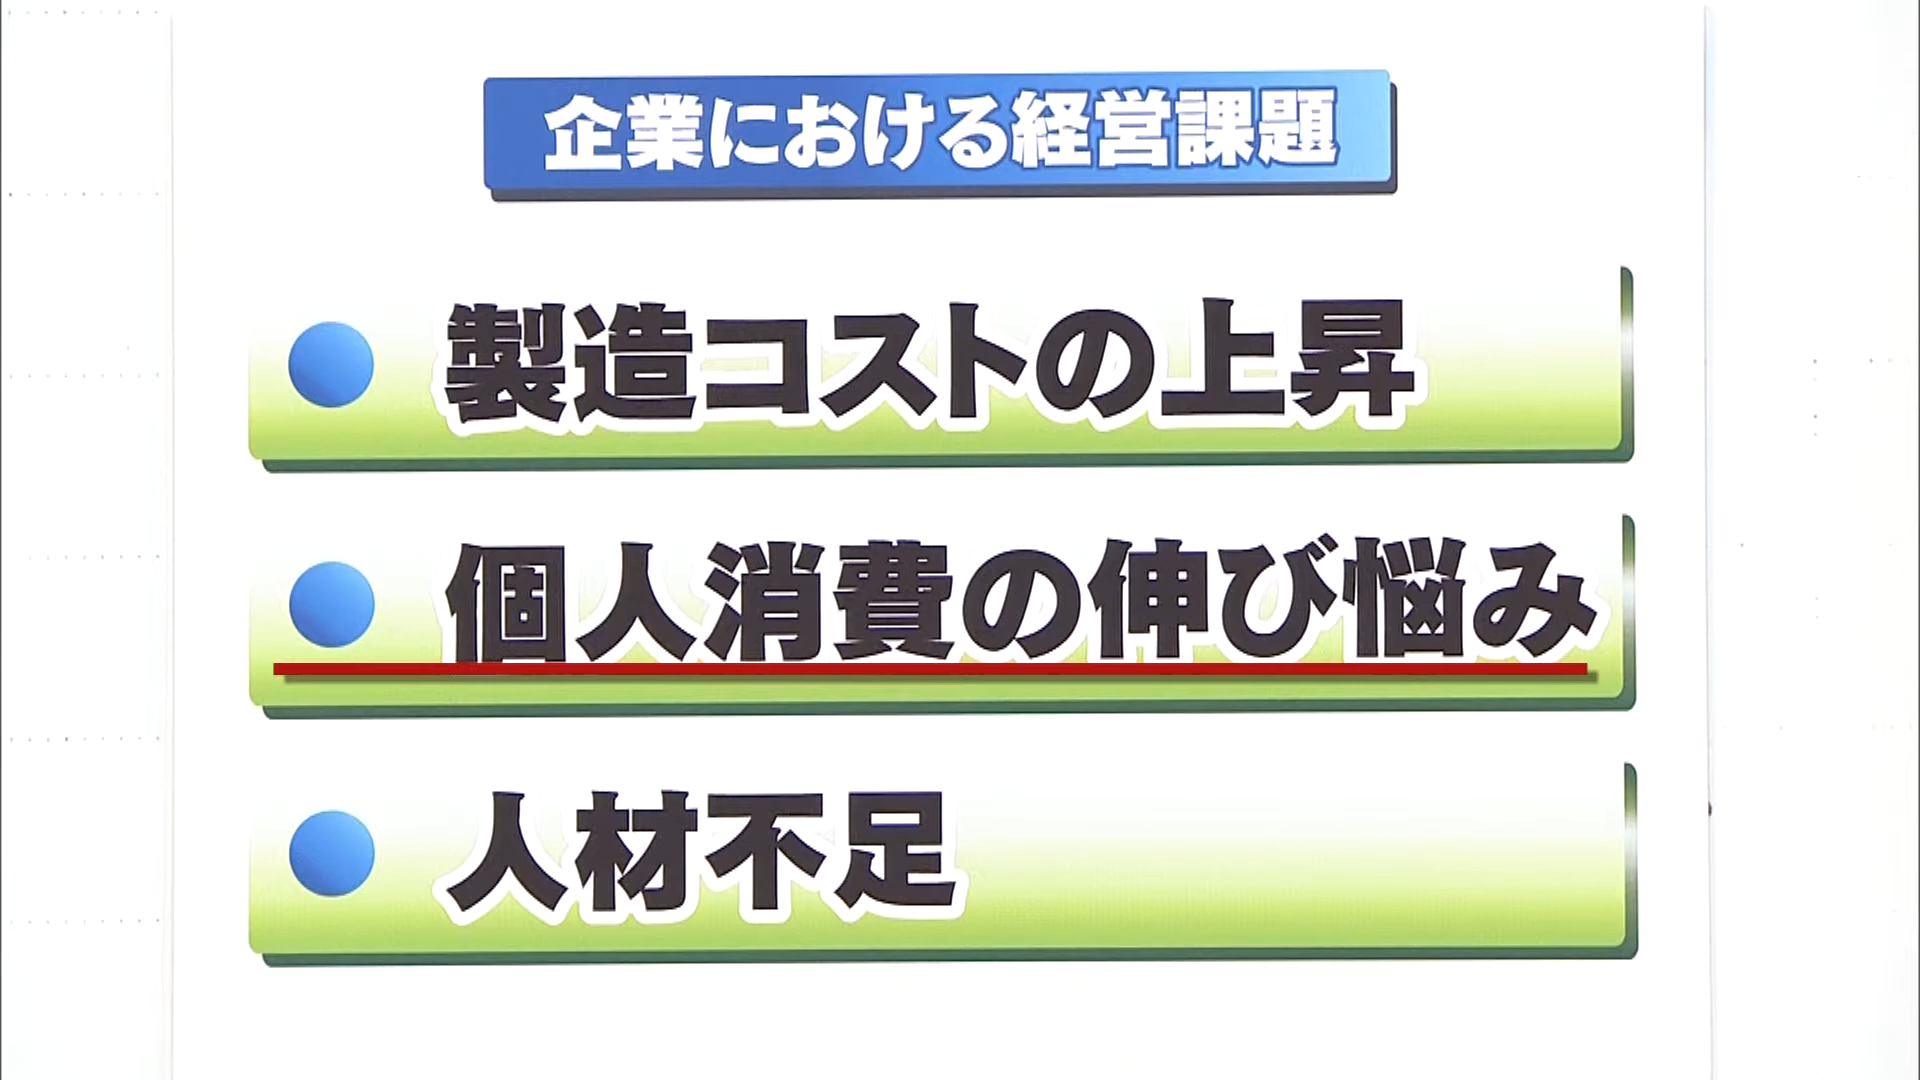 企業における経営課題
製造コストの上昇
個人消費の伸び悩み
人材不足